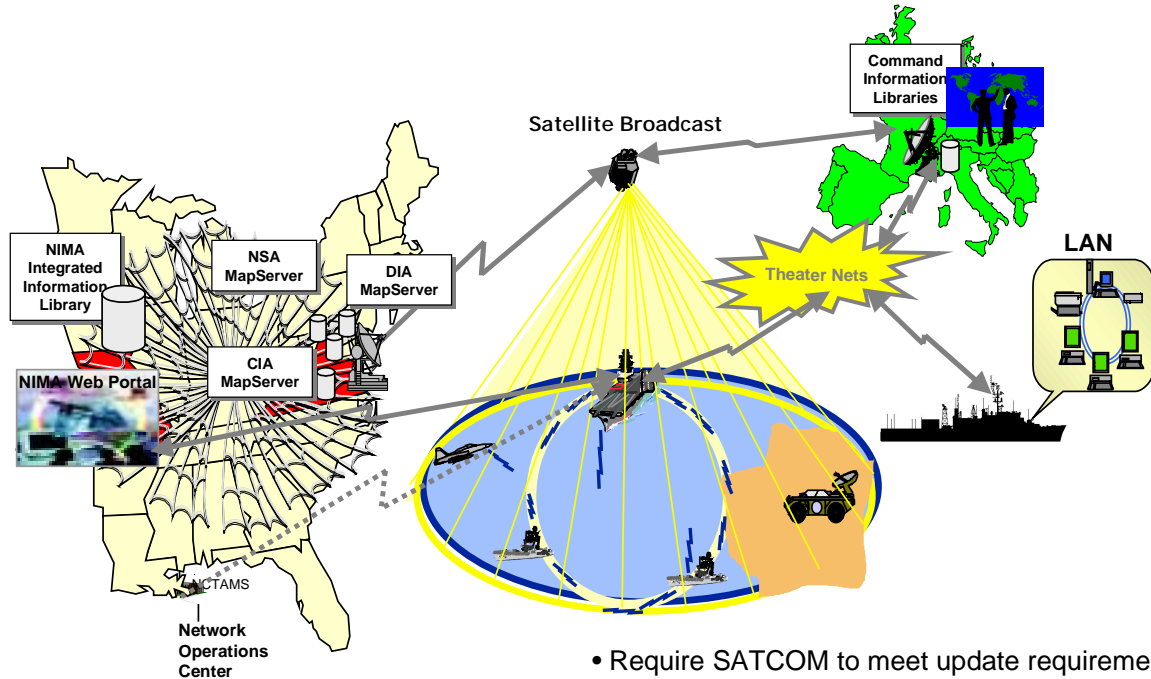 Command
Information
Libraries
Satellite Broadcast
NIMA
Integrated
Information
Library
NSA
MapServer
DIA
MapServer
LAN
Theater Nets
CIA
MapServer
NIMA Web Portal
NCTAMS
Network
Operations
Center
• Require SATCOM to meet update requireme